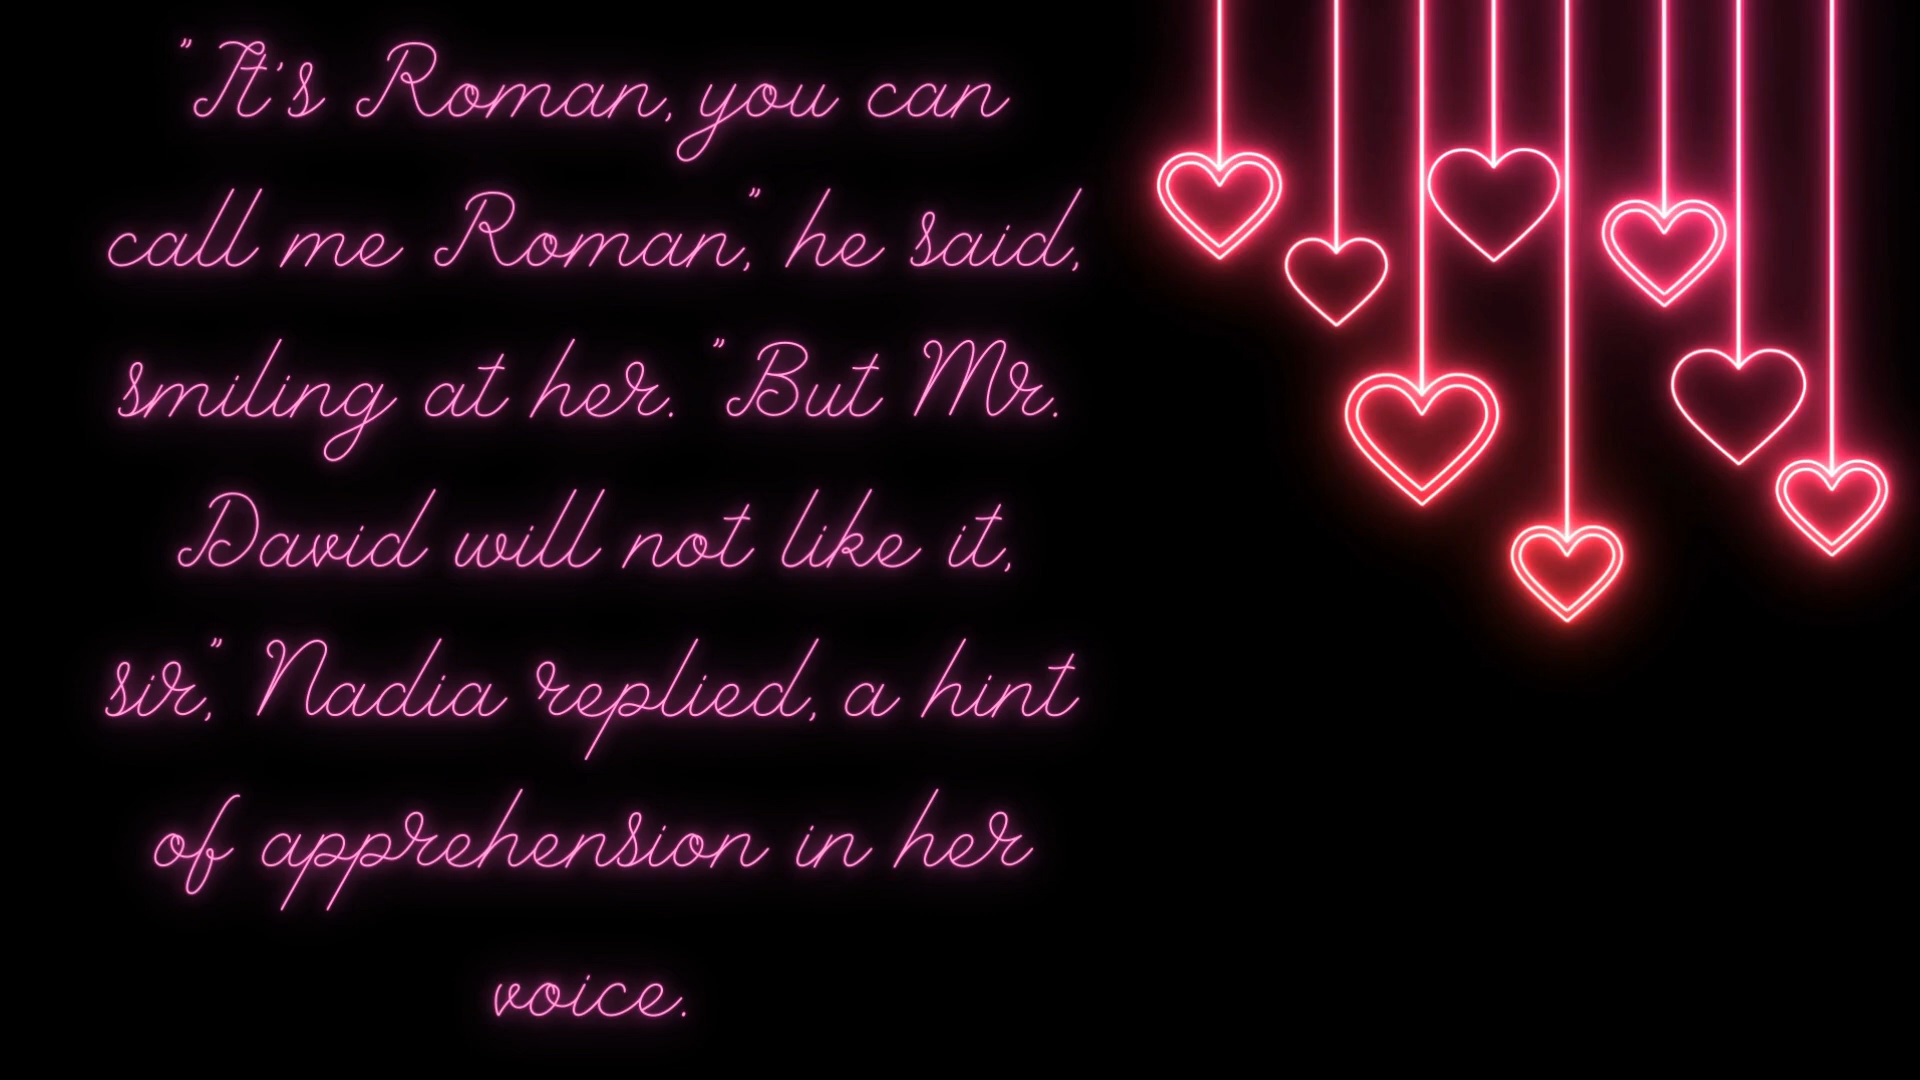 "It's Roman, you can
call me Roman," he said,
smiling at her. "But Mr.
David will not like it,
sir," Nadia replied, a hint
of apprehension in her
voice.